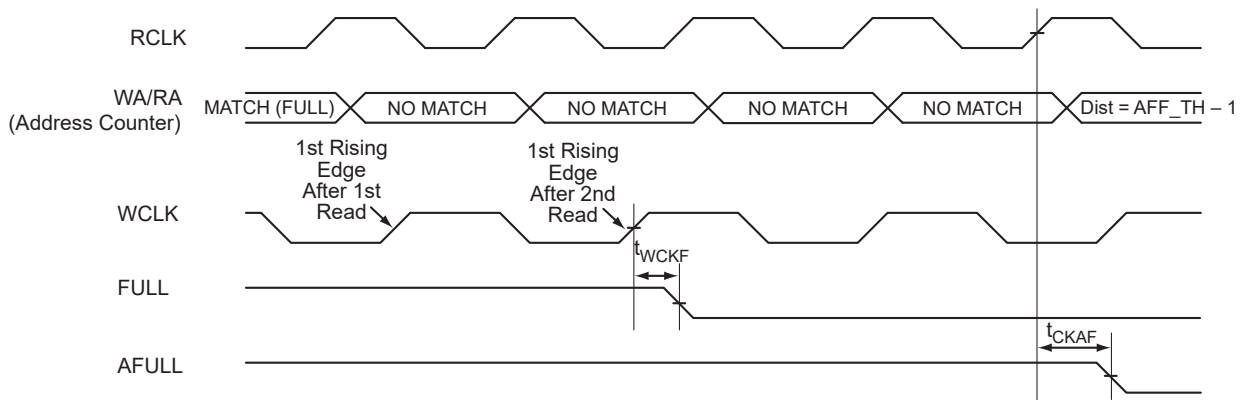 RCLK
WA/RA
(Address Counter)
MATCH (FULL)
NO MATCH
NO MATCH
NO MATCH
NO MATCH
Dist = AFF_TH – 1
1st Rising
Edge
After 1st
Read
1st Rising
Edge
After 2nd
Read
WCLK
tWCKF
FULL
tCKAF
AFULL